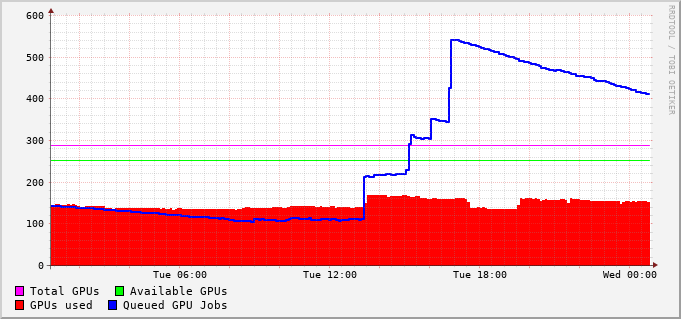 600
500
400
300
200
100
0
Tue 06:00 Tue 12:00 Tue 18:00 Wed 00:00
Total GPUs Available GPUs
GPUs used Queued GPU Jobs
RRDTOOL / TOBI OETIKER